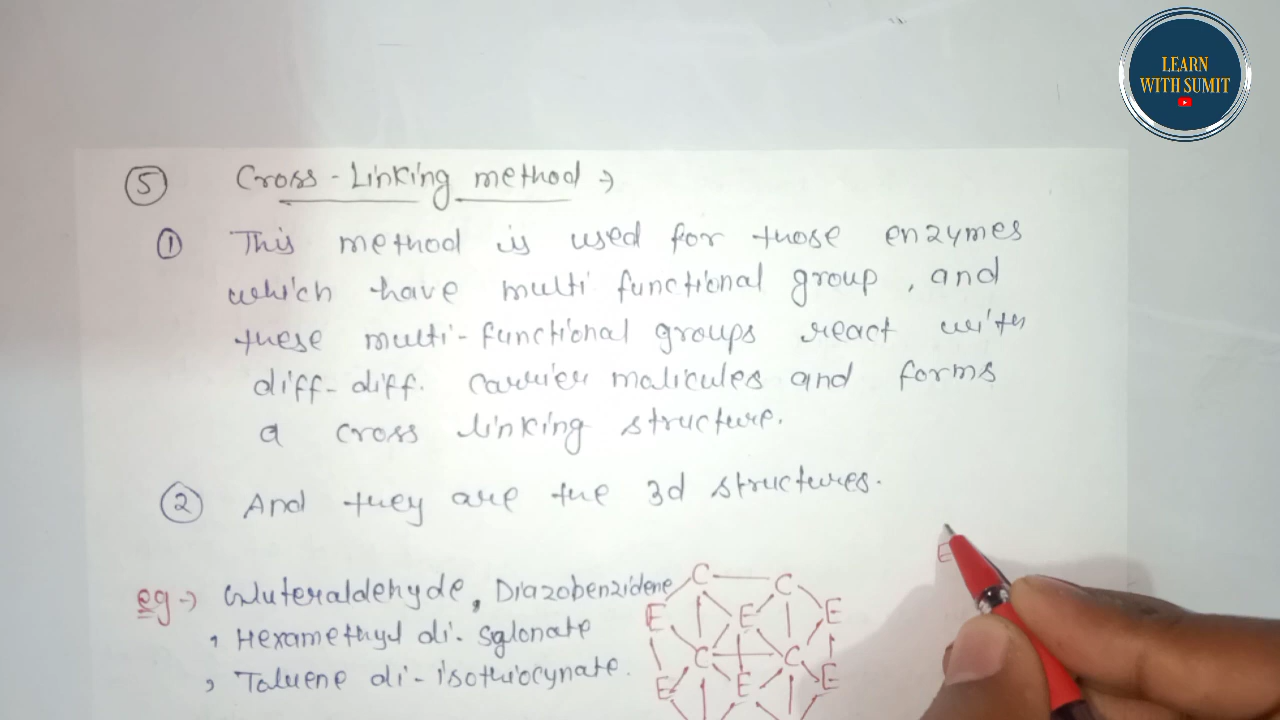 LEARN
WITH SUMIT
5 Cross-Linking method →
1 This method is used for those enzymes
which have multi functional group, and
these multi-functional groups react with
diff-diff. carrier malicules and forms
a cross linking structure.
2 And they are the 3d structures.
eg → Gluteraldehyde, Diazobenzidene
, Hexamethyl di-sglonate
, Toluene di-isothiocynate.
C C
E E E
C C
E E E
E